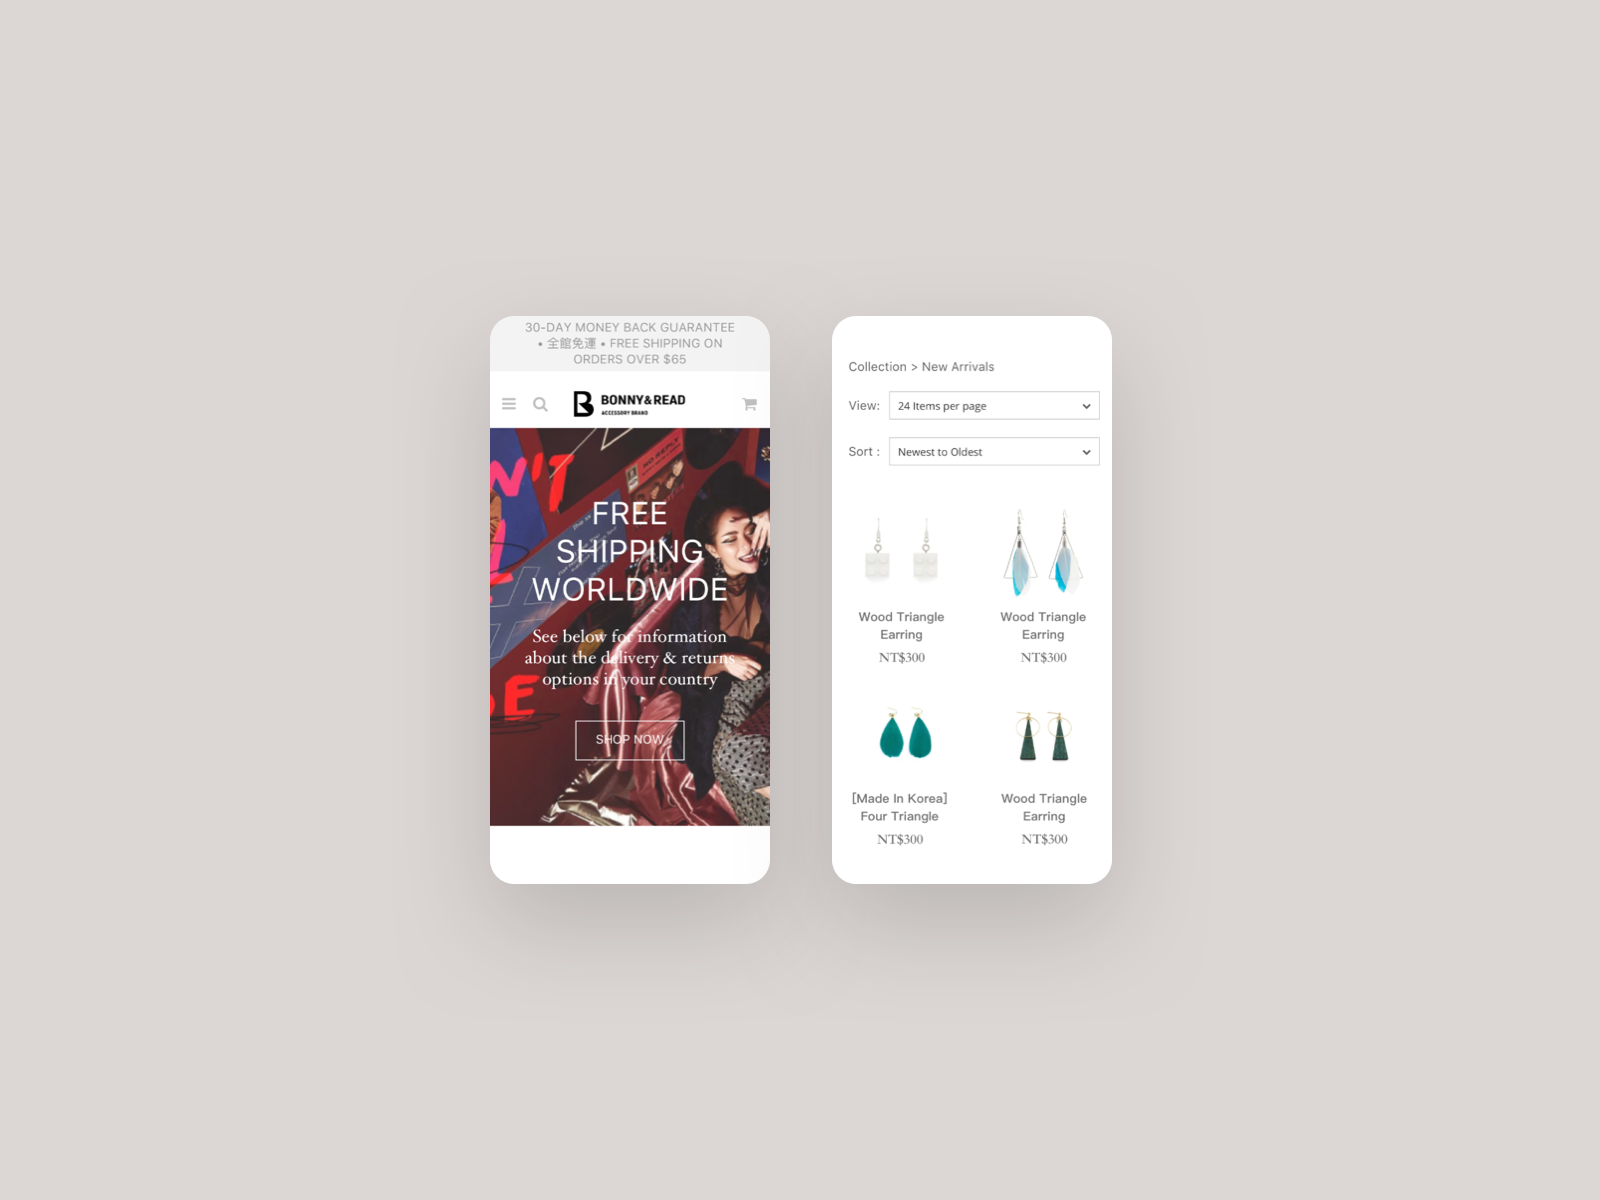 30-DAY MONEY BACK GUARANTEE
• 全館免運 • FREE SHIPPING ON
ORDERS OVER $65
BONNY&READ
ACCESSORY BRAND
N'T
NO REPLY
FREE
SHIPPING
WORLDWIDE
See below for information
about the delivery & returns
options in your country
E
SHOP NOW
Collection > New Arrivals
View: 24 Items per page
Sort : Newest to Oldest
Wood Triangle
Earring
NT$300
Wood Triangle
Earring
NT$300
[Made In Korea]
Four Triangle
NT$300
Wood Triangle
Earring
NT$300